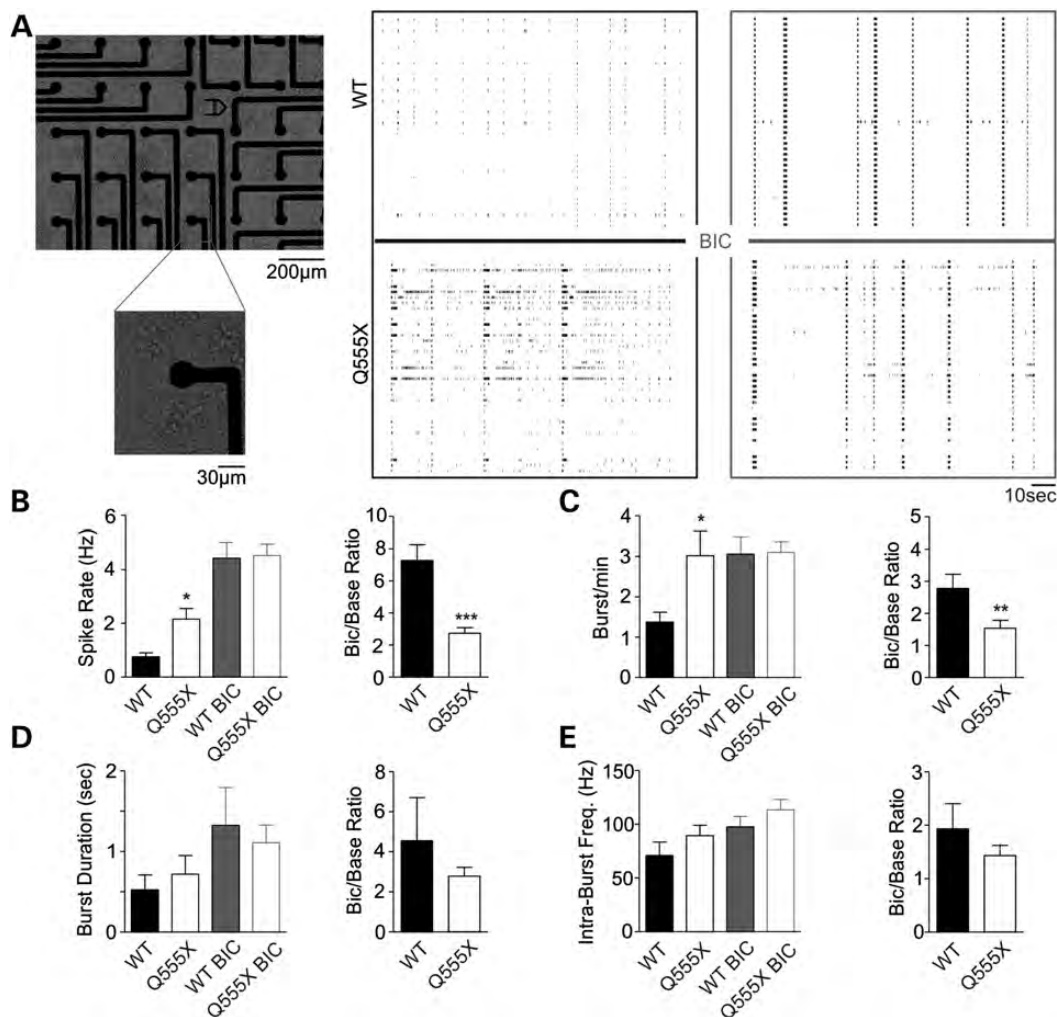 A
WT
BIC
Q555X
200µm
30µm
10sec
B
Spike Rate (Hz)
6
4
2
0
WT
Q555X
WT BIC
Q555X BIC
Bic/Base Ratio
10
8
6
4
2
0
***
WT
Q555X
*
C
Burst/min
5
4
3
2
1
0
*
WT
Q555X
WT BIC
Q555X BIC
Bic/Base Ratio
5
4
3
2
1
0
**
WT
Q555X
D
Burst Duration (sec)
2
1
0
WT
Q555X
WT BIC
Q555X BIC
Bic/Base Ratio
8
6
4
2
0
WT
Q555X
E
Intra-Burst Freq. (Hz)
150
100
50
0
WT
Q555X
WT BIC
Q555X BIC
Bic/Base Ratio
3
2
1
0
WT
Q555X